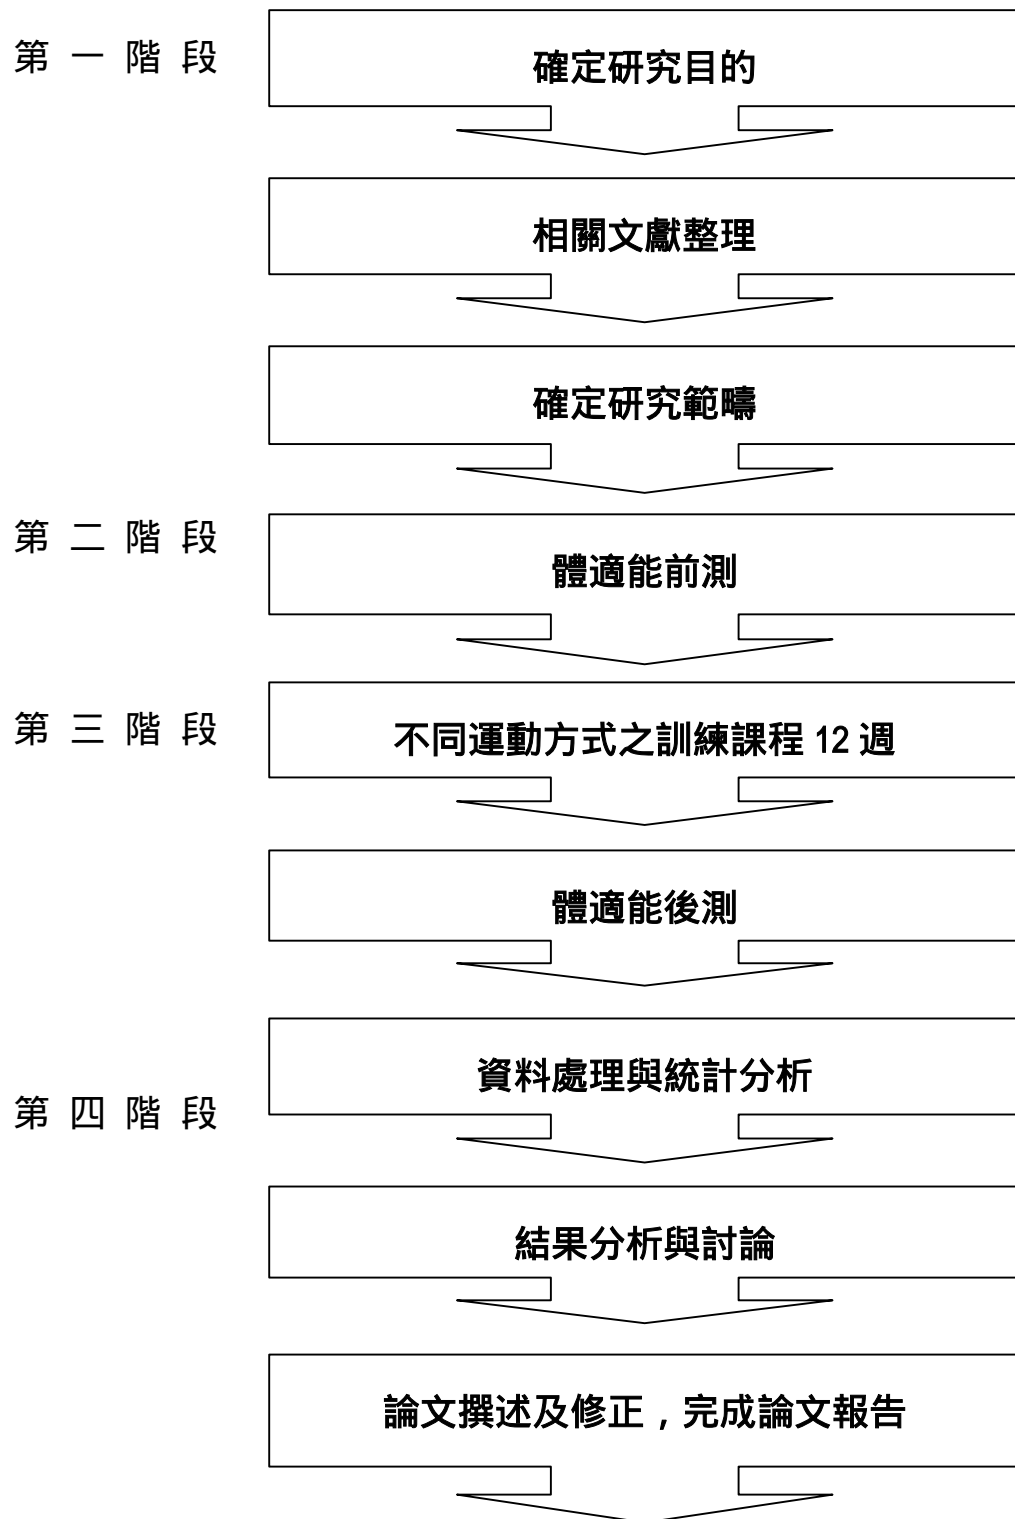 第 一 階 段
確定研究目的
相關文獻整理
確定研究範疇
第 二 階 段
體適能前測
第 三 階 段
不同運動方式之訓練課程 12 週
體適能後測
資料處理與統計分析
第 四 階 段
結果分析與討論
論文撰述及修正，完成論文報告